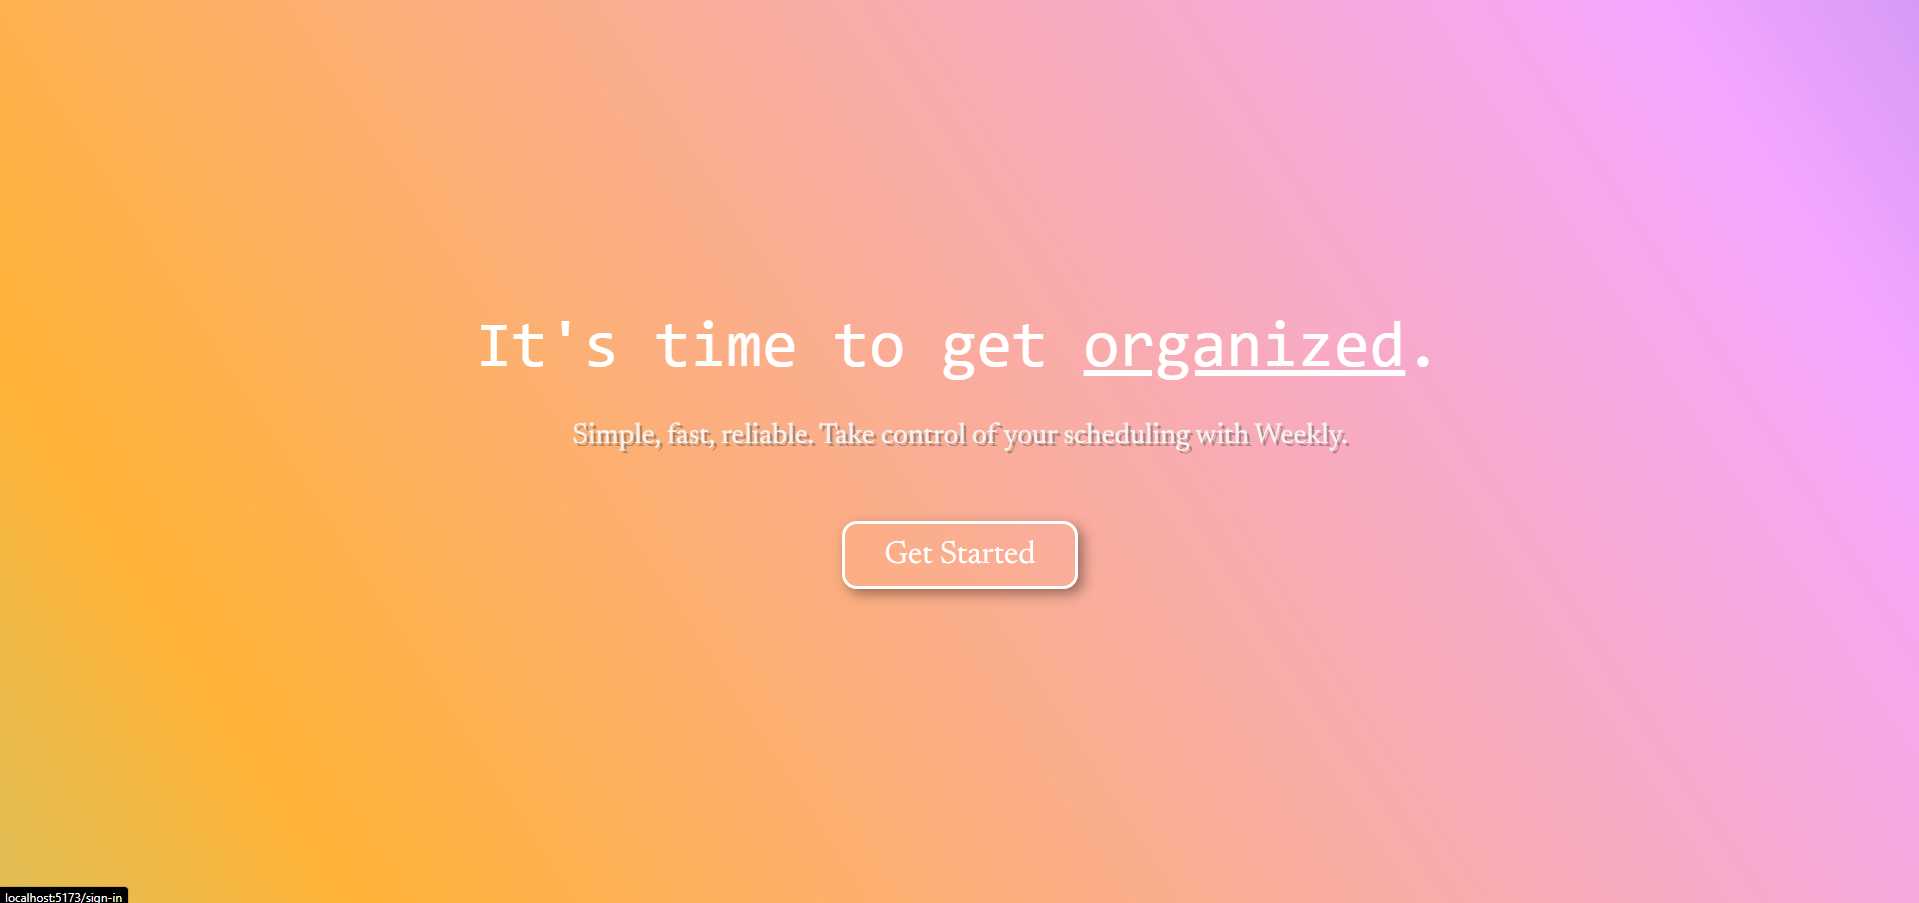 It's time to get organized.
Simple, fast, reliable. Take control of your scheduling with Weekly.
Get Started
localhost:5173/sign-in